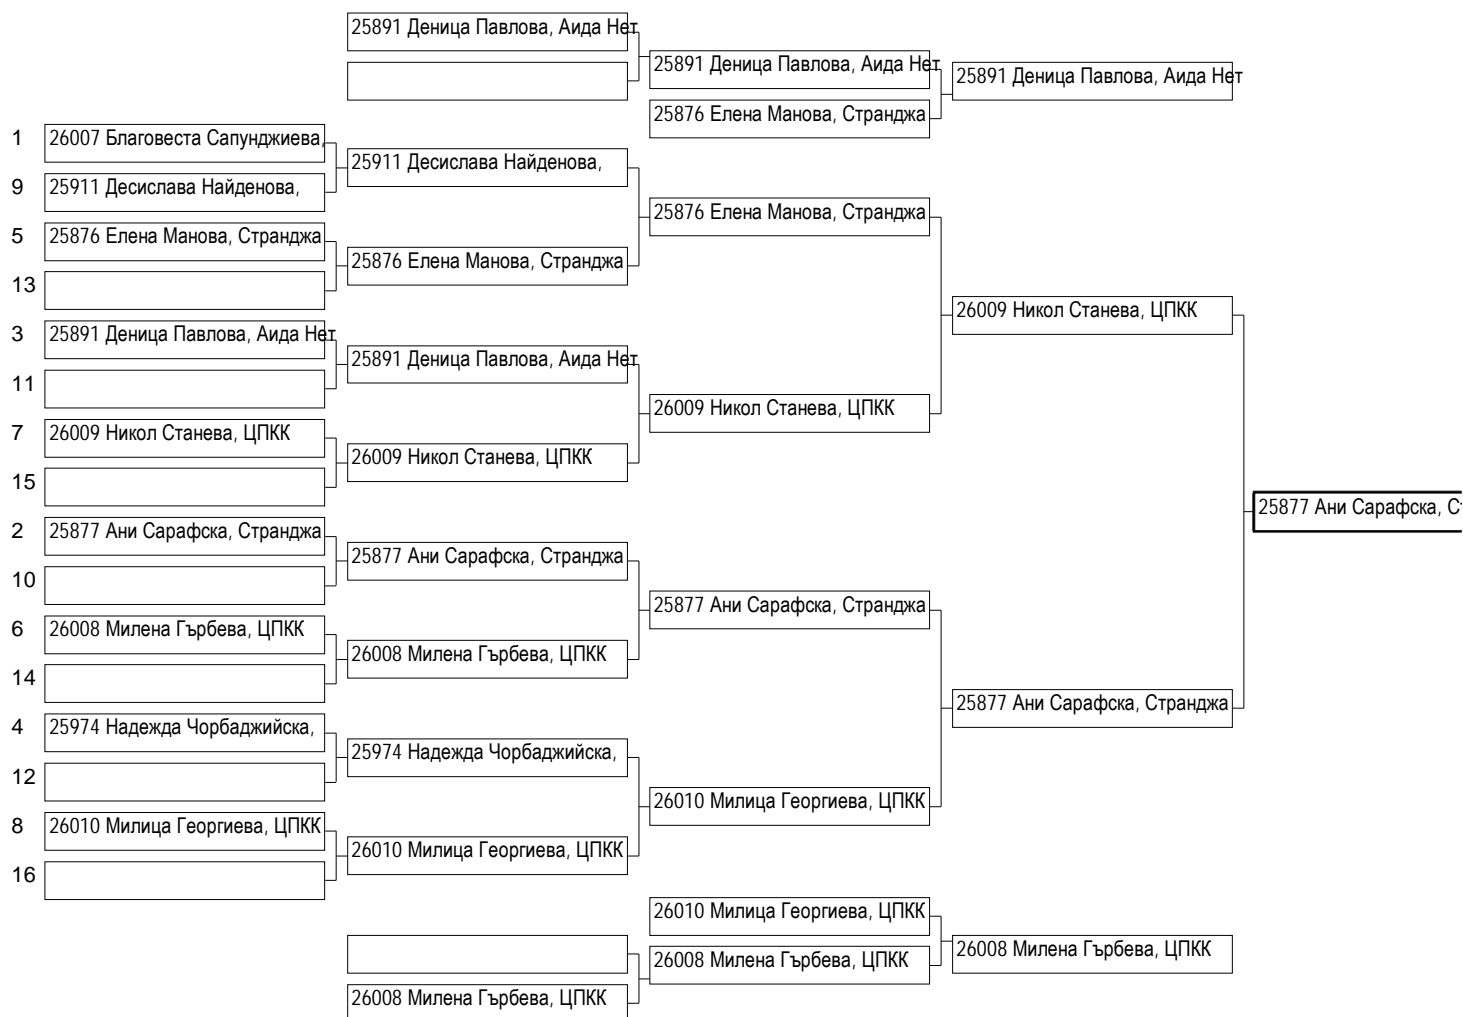 25891 Деница Павлова, Аида Нет
25891 Деница Павлова, Аида Нет
25891 Деница Павлова, Аида Нет
25876 Елена Манова, Странджа
1 26007 Благовеста Сапунджиева,
25911 Десислава Найденова,
9 25911 Десислава Найденова,
25876 Елена Манова, Странджа
5 25876 Елена Манова, Странджа
25876 Елена Манова, Странджа
13
26009 Никол Станева, ЦПКК
3 25891 Деница Павлова, Аида Нет
25891 Деница Павлова, Аида Нет
11
26009 Никол Станева, ЦПКК
7 26009 Никол Станева, ЦПКК
26009 Никол Станева, ЦПКК
15
25877 Ани Сарафска, Ст
2 25877 Ани Сарафска, Странджа
25877 Ани Сарафска, Странджа
10
25877 Ани Сарафска, Странджа
6 26008 Милена Гърбева, ЦПКК
26008 Милена Гърбева, ЦПКК
14
25877 Ани Сарафска, Странджа
4 25974 Надежда Чорбаджийска,
25974 Надежда Чорбаджийска,
12
26010 Милица Георгиева, ЦПКК
8 26010 Милица Георгиева, ЦПКК
26010 Милица Георгиева, ЦПКК
16
26010 Милица Георгиева, ЦПКК
26008 Милена Гърбева, ЦПКК
26008 Милена Гърбева, ЦПКК
26008 Милена Гърбева, ЦПКК